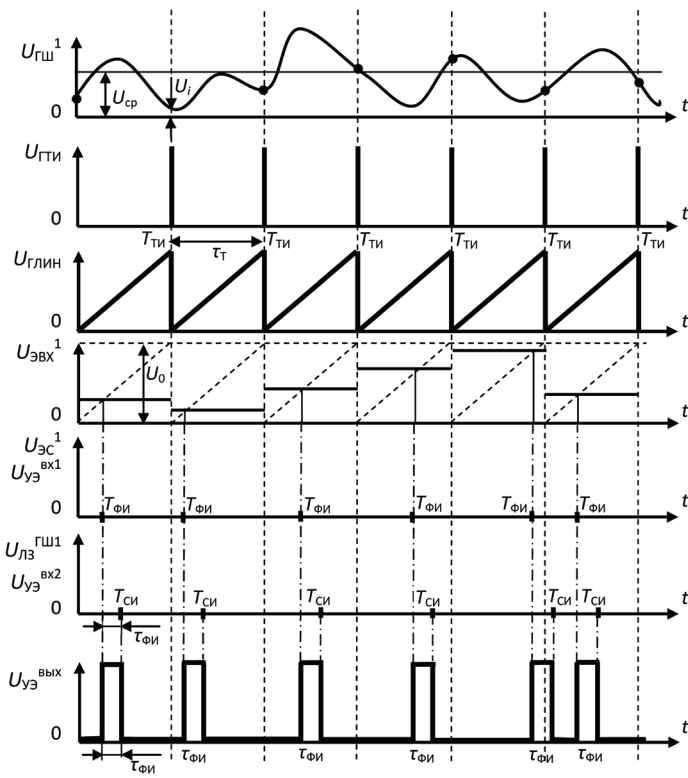 U_ГШ^1
U_i
U_ср
0
t
U_ГТИ
0
t
T_ТИ T_ТИ T_ТИ T_ТИ T_ТИ T_ТИ
τ_Т
U_ГЛИН
0
t
U_ЭВХ^1
U_0
0
t
U_ЭС^1
U_УЭ^вх1
T_ФИ T_ФИ T_ФИ T_ФИ T_ФИ T_ФИ
0
t
U_ЛЗ^ГШ1
U_УЭ^вх2
T_СИ T_СИ T_СИ T_СИ T_СИ T_СИ
0
t
τ_ФИ
U_УЭ^вых
0
t
τ_ФИ τ_ФИ τ_ФИ τ_ФИ τ_ФИ τ_ФИ